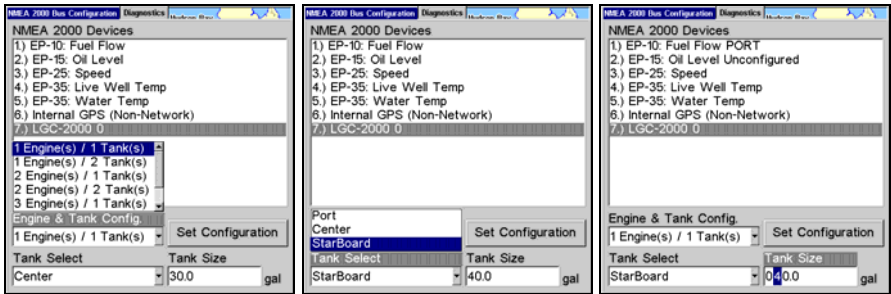 NMEA 2000 Bus Configuration Diagnostics
NMEA 2000 Devices
1.) EP-10: Fuel Flow
2.) EP-15: Oil Level
3.) EP-25: Speed
4.) EP-35: Live Well Temp
5.) EP-35: Water Temp
6.) Internal GPS (Non-Network)
7.) LGC-2000 0
1 Engine(s) / 1 Tank(s)
1 Engine(s) / 2 Tank(s)
2 Engine(s) / 1 Tank(s)
2 Engine(s) / 2 Tank(s)
3 Engine(s) / 1 Tank(s)
Engine & Tank Config.
1 Engine(s) / 1 Tank(s) Set Configuration
Tank Select Tank Size
Center 30.0 gal
NMEA 2000 Bus Configuration Diagnostics
NMEA 2000 Devices
1.) EP-10: Fuel Flow
2.) EP-15: Oil Level
3.) EP-25: Speed
4.) EP-35: Live Well Temp
5.) EP-35: Water Temp
6.) Internal GPS (Non-Network)
7.) LGC-2000 0
Port
Center
StarBoard
Set Configuration
Tank Select Tank Size
StarBoard 40.0 gal
NMEA 2000 Bus Configuration Diagnostics
NMEA 2000 Devices
1.) EP-10: Fuel Flow PORT
2.) EP-15: Oil Level Unconfigured
3.) EP-25: Speed
4.) EP-35: Live Well Temp
5.) EP-35: Water Temp
6.) Internal GPS (Non-Network)
7.) LGC-2000 0
Engine & Tank Config.
1 Engine(s) / 1 Tank(s) Set Configuration
Tank Select Tank Size
StarBoard 040.0 gal